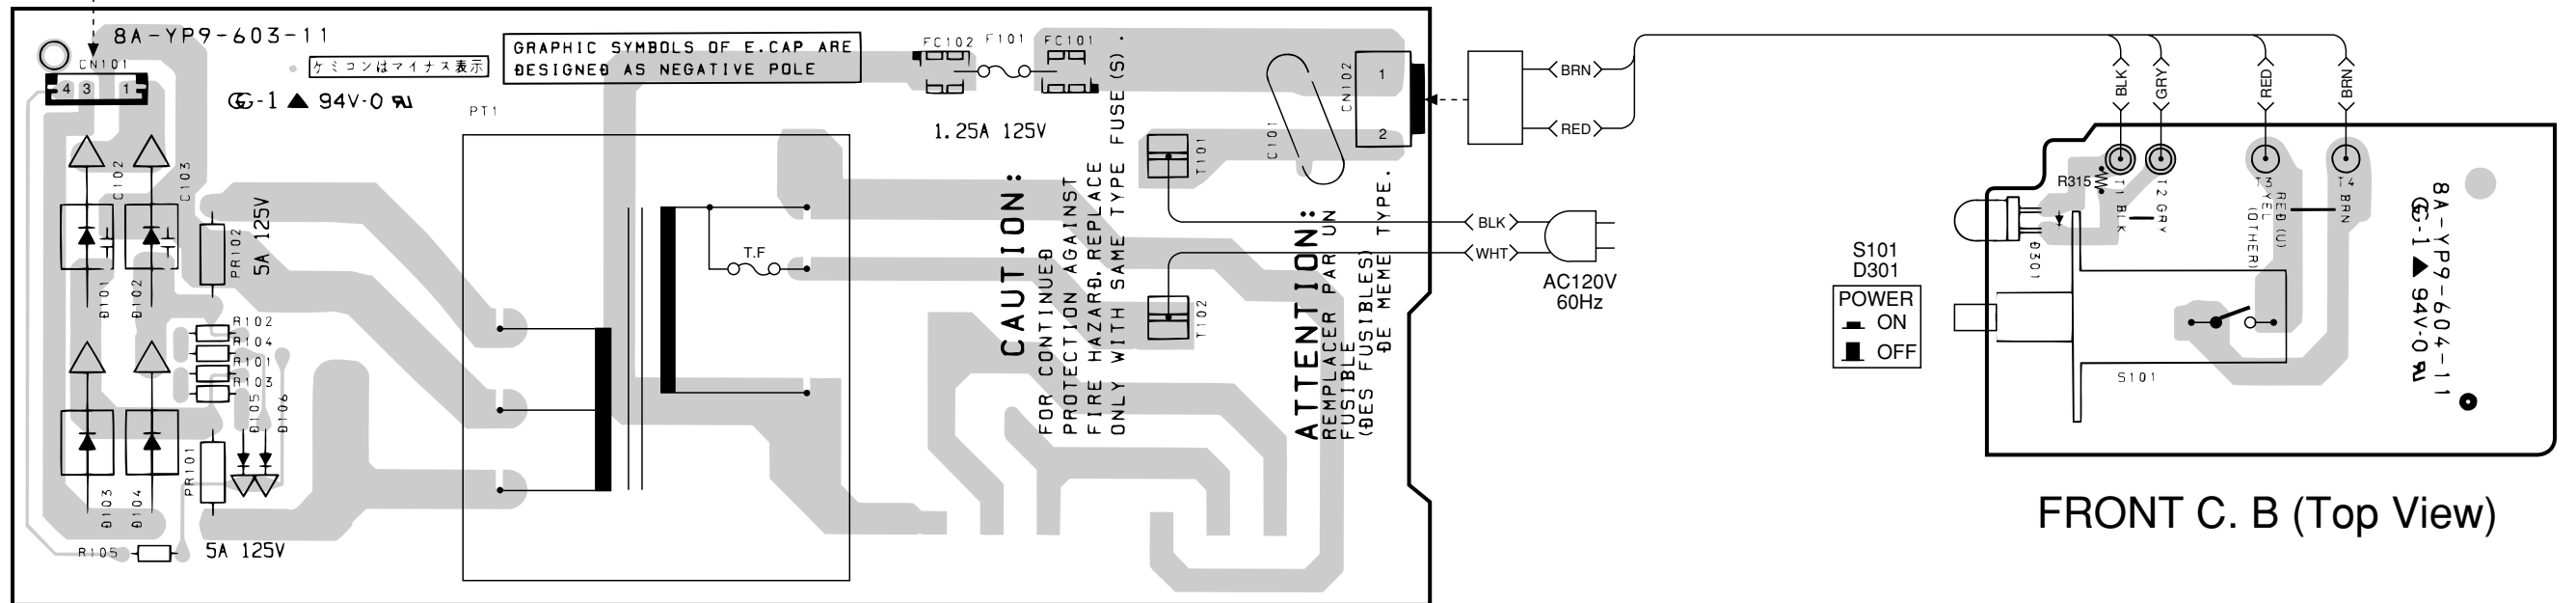 8A-YP9-603-11
CN101
4 3 1
ケミコンはマイナス表示
GRAPHIC SYMBOLS OF E.CAP ARE
DESIGNED AS NEGATIVE POLE
-1 94V-0
PT1
FC102 F101 FC101
1.25A 125V
C102
C103
D101
D102
PR102
5A 125V
R102
R104
R101
R103
D105
D106
D103
D104
PR101
R105
5A 125V
T.F
CAUTION:
FOR CONTINUED
PROTECTION AGAINST
FIRE HAZARD, REPLACE
ONLY WITH SAME TYPE FUSE(S).
T101
T102
C101
CN102
1
2
ATTENTION:
REMPLACER PAR UN
FUSIBLE
(DES FUSIBLES)
DE MEME TYPE.
BRN
RED
BLK
WHT
AC120V
60Hz
S101
D301
POWER
ON
OFF
BLK
GRY
RED
BRN
R315
T1 BLK
T2 GRY
T3 YEL (OTHER)
RED (U)
T4 BRN
D301
S101
8A-YP9-604-11
-1 94V-0
FRONT C. B (Top View)